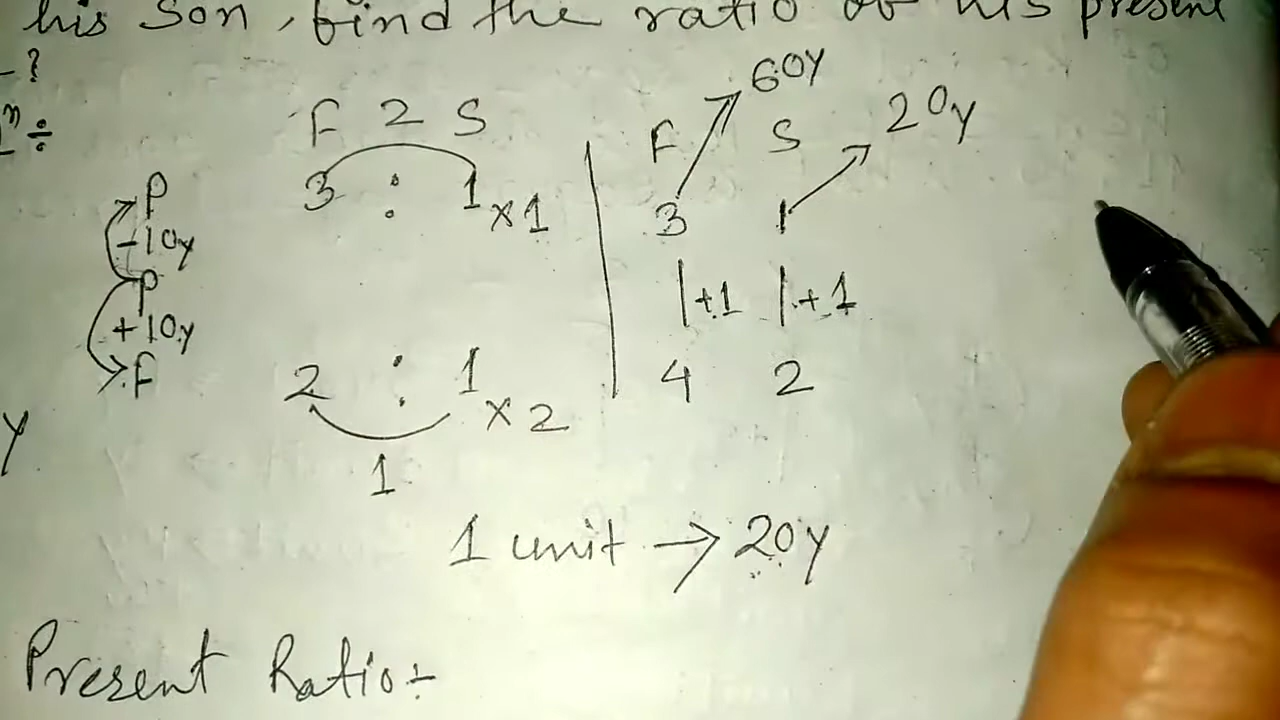 his Son, find the ratio of his present
- ?
n ÷
F 2 S
3 : 1 x1
P
-10y
P
+10y
F
2 : 1 x2
1
F S
60y
20y
3 1
+1 +1
4 2
y
1 unit → 20y
Present Ratio÷